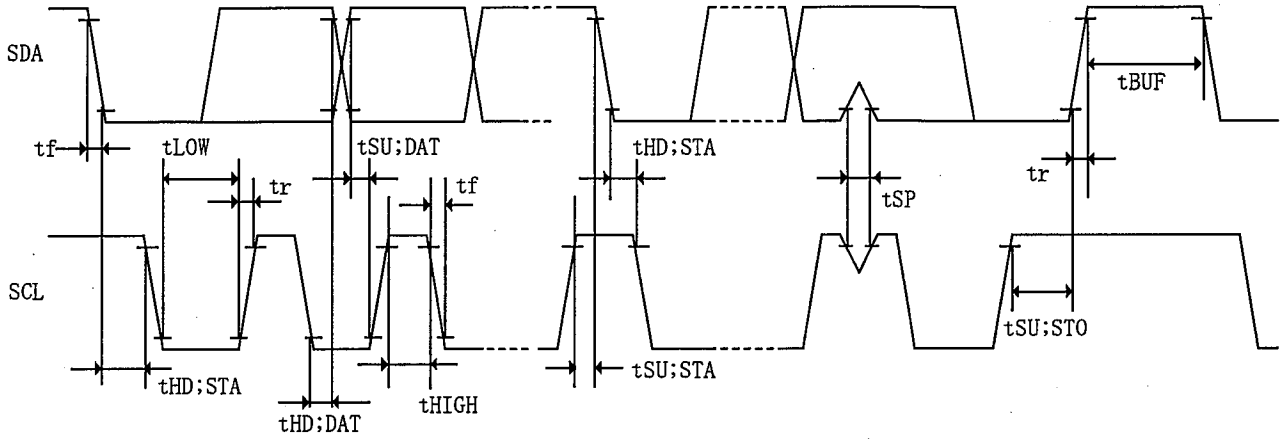 SDA
tBUF
tf
tLOW
tSU;DAT
tHD;STA
tr
tf
tr
tSP
SCL
tSU;STO
tHD;STA
tHIGH
tSU;STA
tHD;DAT